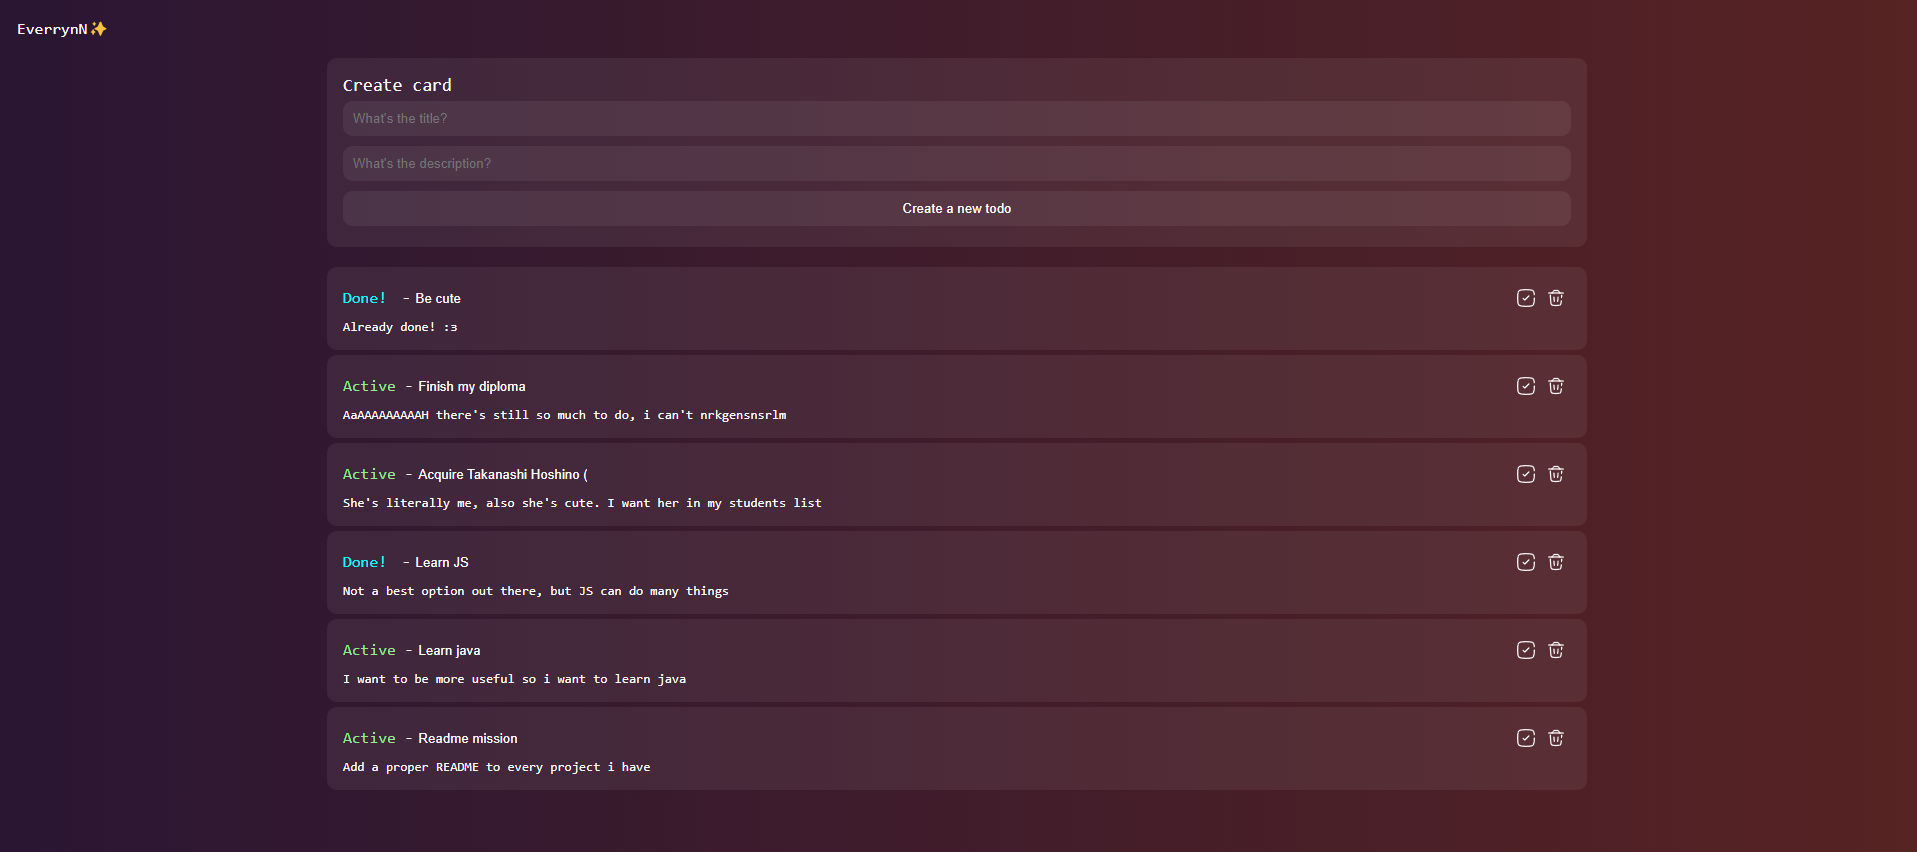 EverrynN✨
Create card
What's the title?
What's the description?
Create a new todo
Done! - Be cute
Already done! :з
Active - Finish my diploma
AaAAAAAAAAAH there's still so much to do, i can't nrkgensnsrlm
Active - Acquire Takanashi Hoshino (
She's literally me, also she's cute. I want her in my students list
Done! - Learn JS
Not a best option out there, but JS can do many things
Active - Learn java
I want to be more useful so i want to learn java
Active - Readme mission
Add a proper README to every project i have